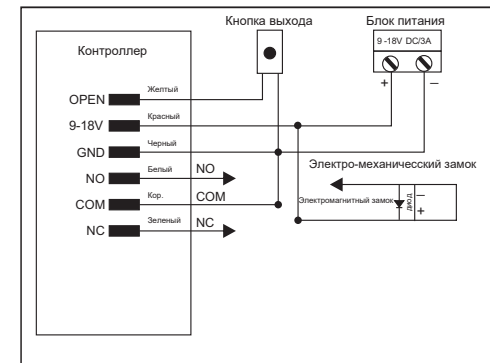 Кнопка выхода
Блок питания
9 -18V DC/3A
+
–
Контроллер
OPEN
Желтый
9-18V
Красный
GND
Черный
NO
Белый
NO
COM
Кор.
COM
NC
Зеленый
NC
Электро-механичесский замок
Электромагнитный замок
диод
–
+